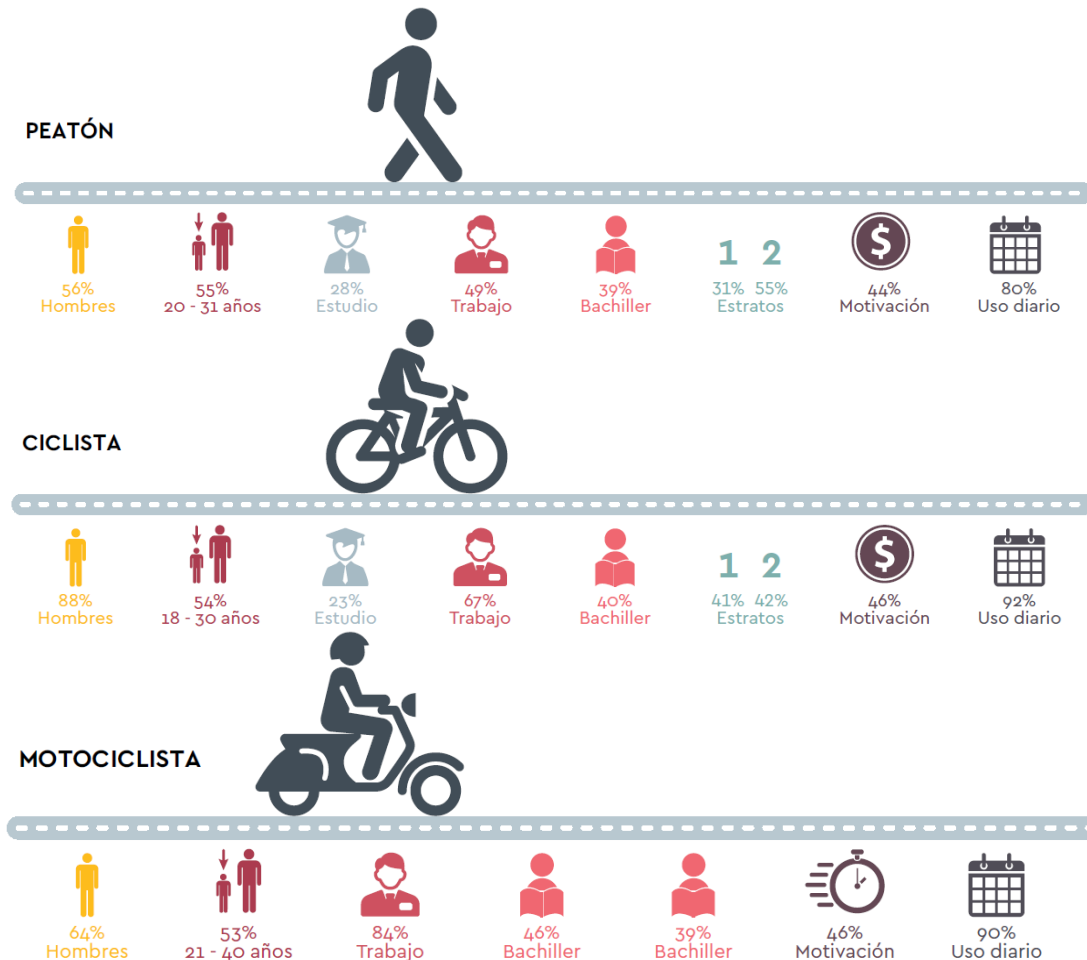 PEATÓN
56% 55% 28% 49% 39% 1 2 31% 55% 44% 80%
Hombres 20 - 31 años Estudio Trabajo Bachiller Estratos Motivación Uso diario
CICLISTA
88% 54% 23% 67% 40% 1 2 41% 42% 46% 92%
Hombres 18 - 30 años Estudio Trabajo Bachiller Estratos Motivación Uso diario
MOTOCICLISTA
64% 53% 84% 46% 39% 46% 90%
Hombres 21 - 40 años Trabajo Bachiller Bachiller Motivación Uso diario